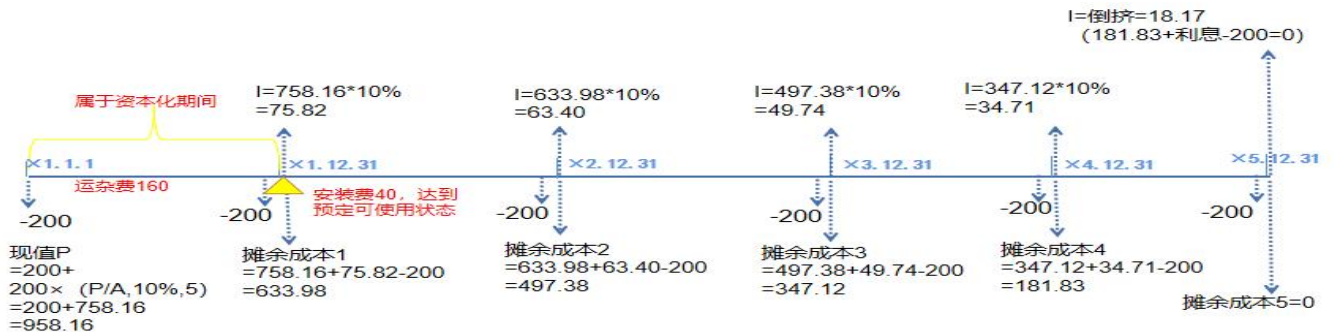 I=倒挤=18.17
(181.83+利息-200=0)
属于资本化期间
I=758.16*10%
=75.82
I=633.98*10%
=63.40
I=497.38*10%
=49.74
I=347.12*10%
=34.71
×1.1.1
×1.12.31
×2.12.31
×3.12.31
×4.12.31
×5.12.31
运杂费160
安装费40，达到
预定可使用状态
-200
-200
-200
-200
-200
-200
现值P
=200+
200× (P/A,10%,5)
=200+758.16
=958.16
摊余成本1
=758.16+75.82-200
=633.98
摊余成本2
=633.98+63.40-200
=497.38
摊余成本3
=497.38+49.74-200
=347.12
摊余成本4
=347.12+34.71-200
=181.83
摊余成本5=0